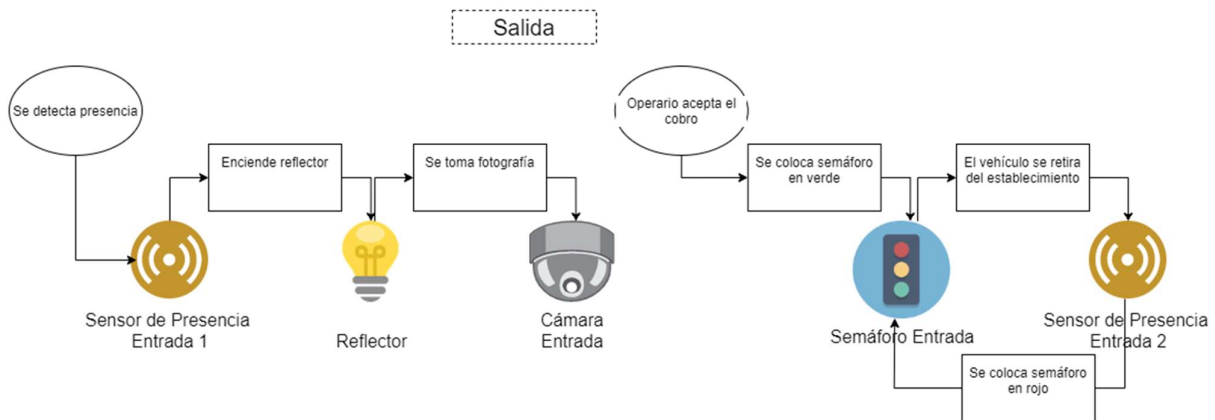 Salida
Se detecta presencia
Enciende reflector
Se toma fotografía
Sensor de Presencia
Entrada 1
Reflector
Cámara
Entrada
Operario acepta el
cobro
Se coloca semáforo
en verde
El vehículo se retira
del establecimiento
Semáforo Entrada
Sensor de Presencia
Entrada 2
Se coloca semáforo
en rojo